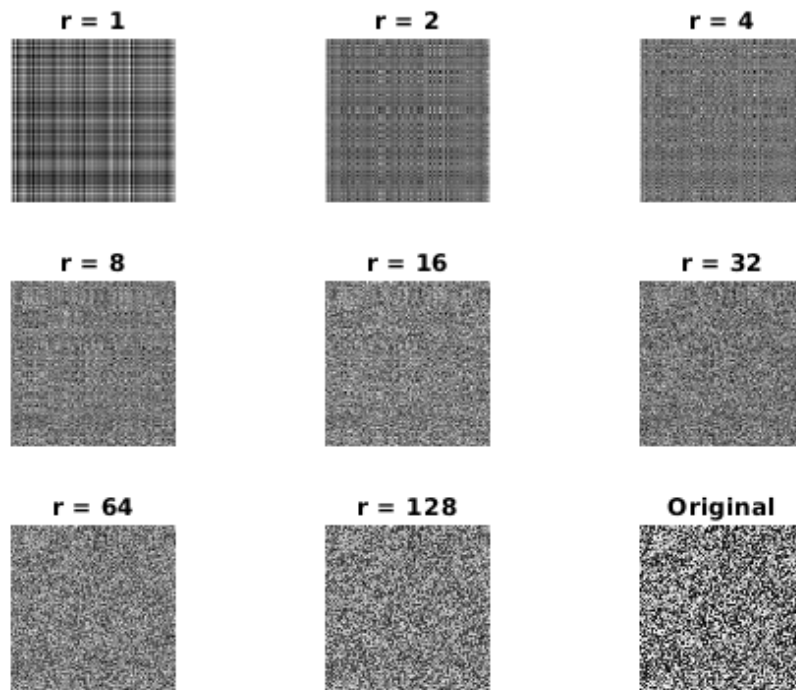 r = 1
r = 2
r = 4
r = 8
r = 16
r = 32
r = 64
r = 128
Original